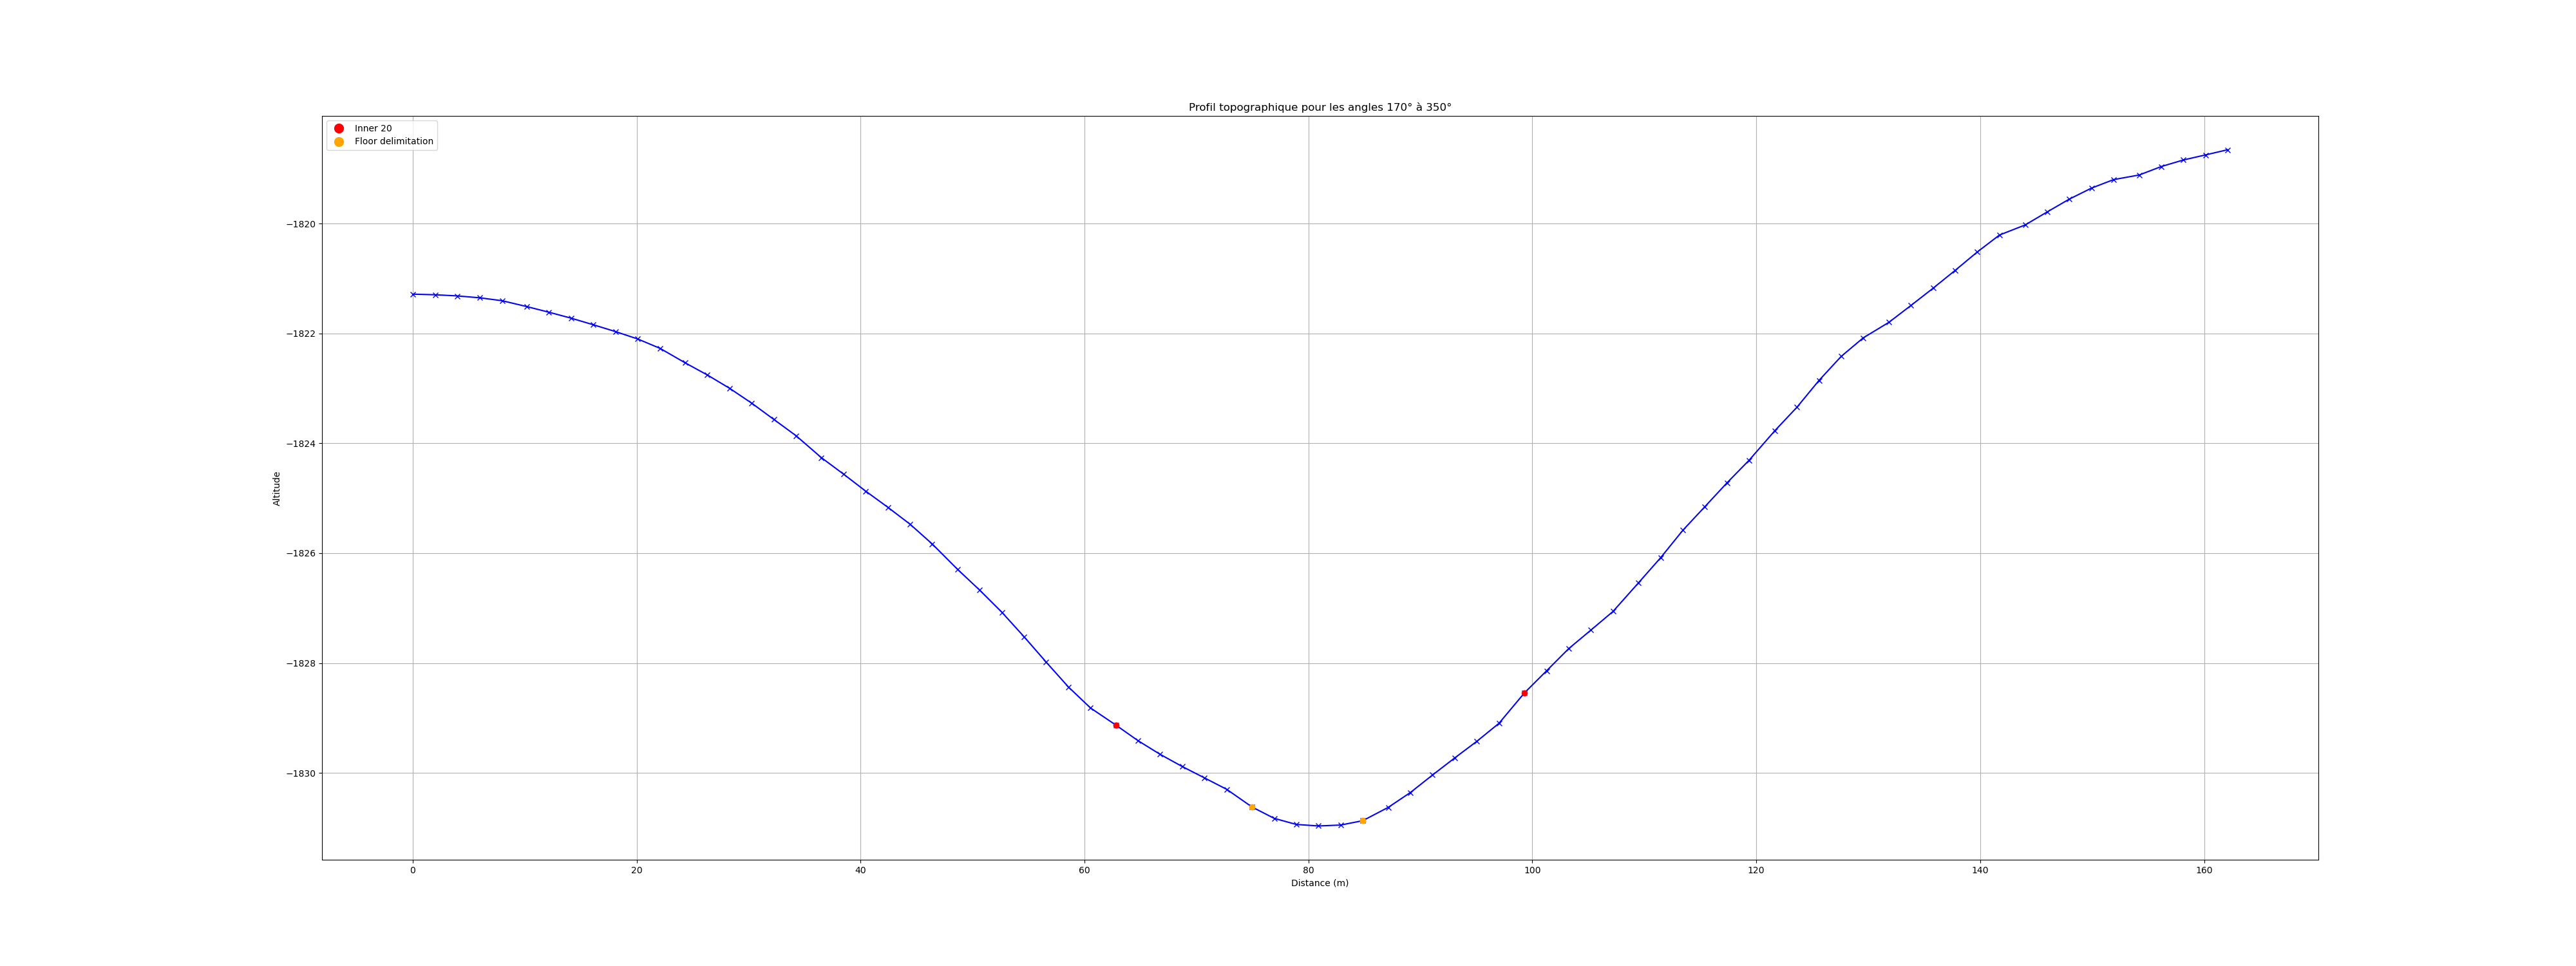 Profil topographique pour les angles 170° à 350°
Inner 20
Floor delimitation
−1820
−1822
−1824
−1826
−1828
−1830
Altitude
0 20 40 60 80 100 120 140 160
Distance (m)